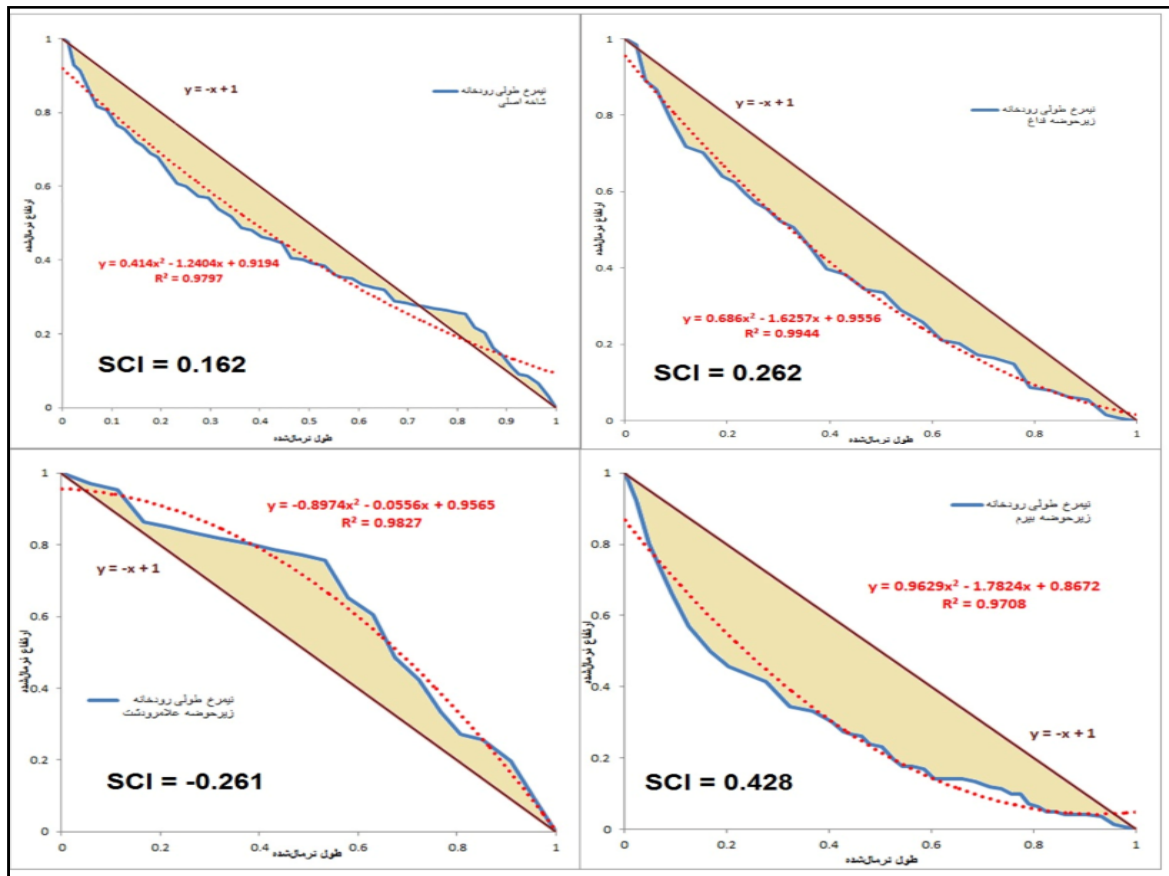 1
0.8
0.6
0.4
0.2
0
ارتفاع نرمال‌شده
y = -x + 1
نیمرخ طولی رودخانه
شاخه اصلی
y = 0.414x² - 1.2404x + 0.9194
R² = 0.9797
SCI = 0.162
0 0.1 0.2 0.3 0.4 0.5 0.6 0.7 0.8 0.9 1
طول نرمال‌شده
1
0.8
0.6
0.4
0.2
0
ارتفاع نرمال‌شده
y = -x + 1
نیمرخ طولی رودخانه
زیرحوضه فداغ
y = 0.686x² - 1.6257x + 0.9556
R² = 0.9944
SCI = 0.262
0 0.2 0.4 0.6 0.8 1
طول نرمال‌شده
1
0.8
0.6
0.4
0.2
0
ارتفاع نرمال‌شده
y = -0.8974x² - 0.0556x + 0.9565
R² = 0.9827
y = -x + 1
نیمرخ طولی رودخانه
زیرحوضه علامرودشت
SCI = -0.261
0 0.2 0.4 0.6 0.8 1
طول نرمال‌شده
1
0.8
0.6
0.4
0.2
0
ارتفاع نرمال‌شده
نیمرخ طولی رودخانه
زیرحوضه بیرم
y = 0.9629x² - 1.7824x + 0.8672
R² = 0.9708
y = -x + 1
SCI = 0.428
0 0.2 0.4 0.6 0.8 1
طول نرمال‌شده